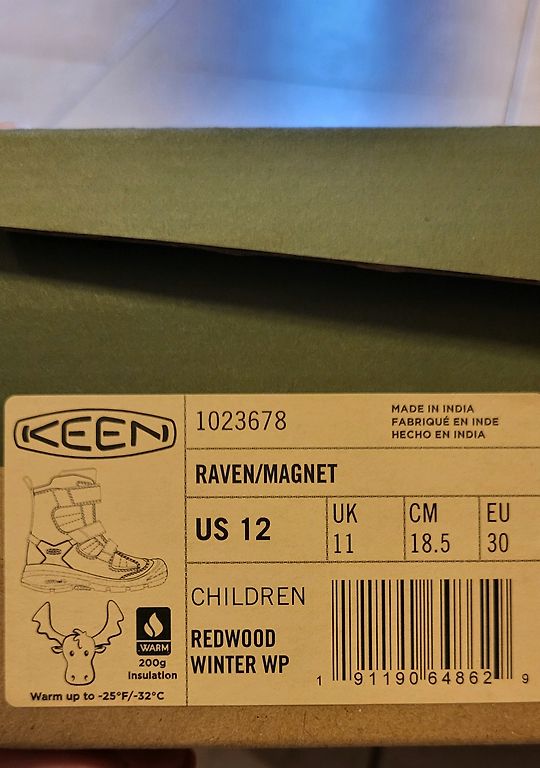 KEEN
1023678
MADE IN INDIA
FABRIQUÉ EN INDE
HECHO EN INDIA
RAVEN/MAGNET
US 12
UK
11
CM
18.5
EU
30
CHILDREN
REDWOOD
WINTER WP
WARM
200g
Insulation
Warm up to -25°F/-32°C
1 91190 64862 9